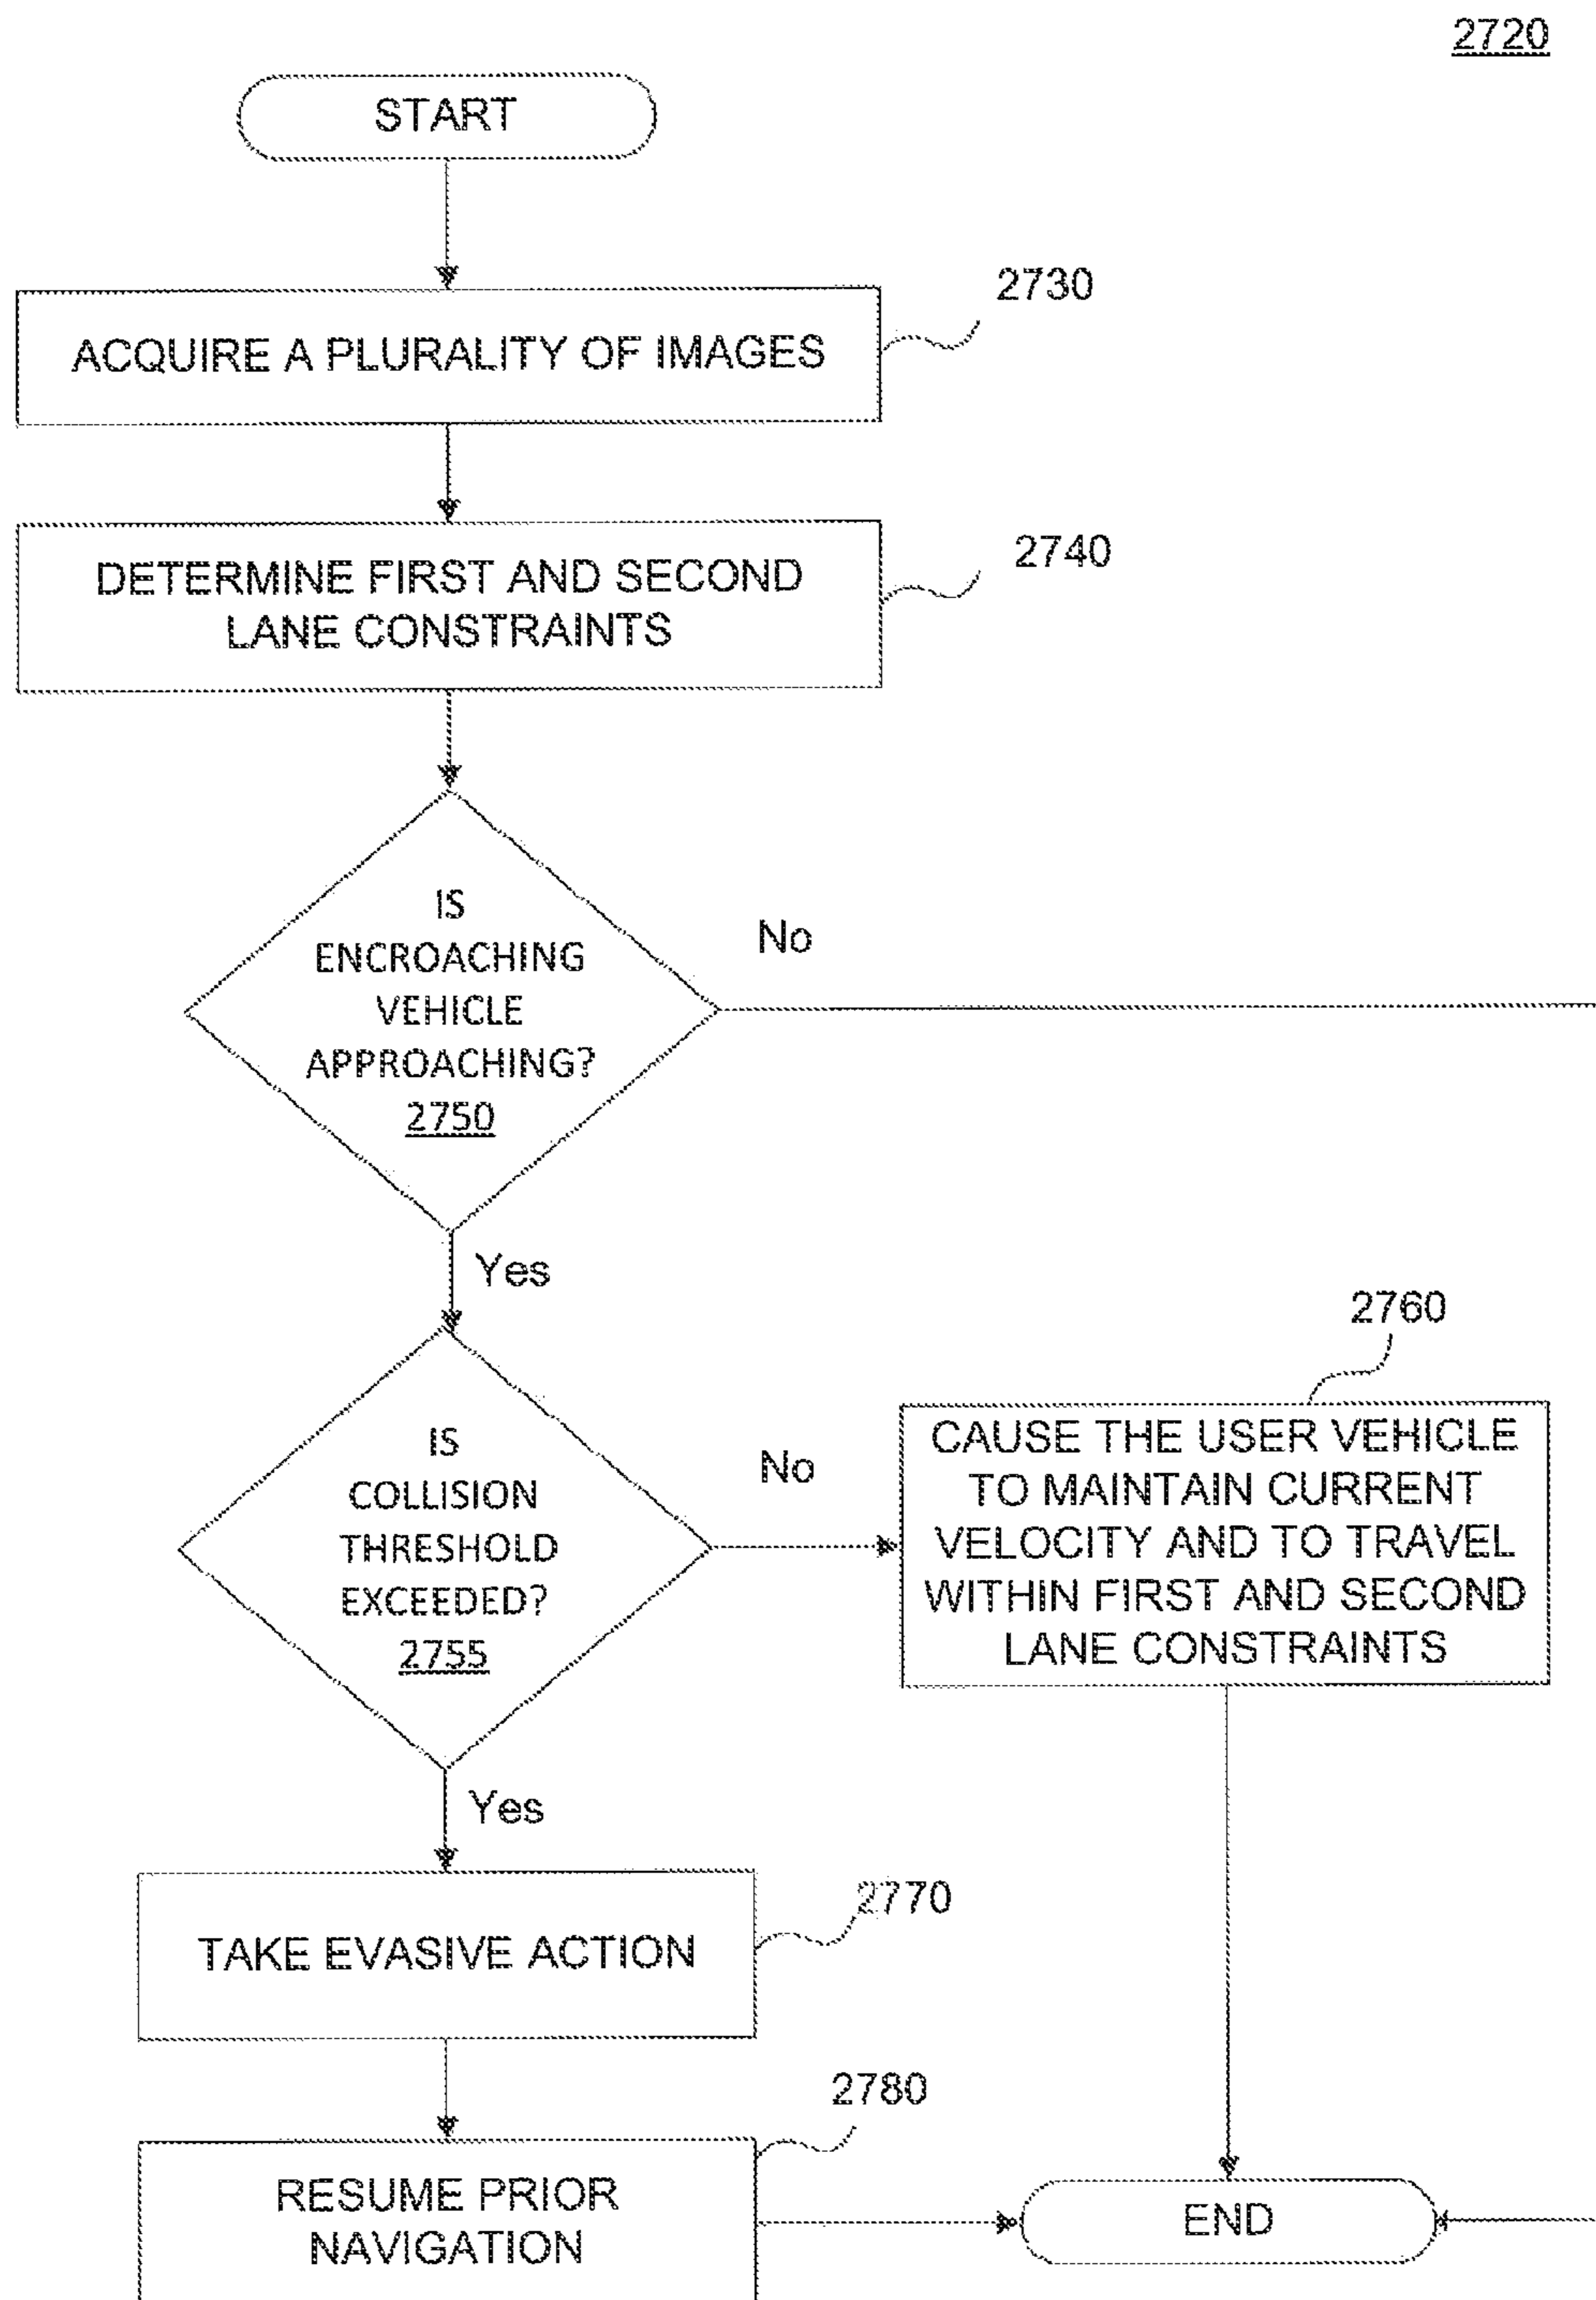 2720
START
2730
ACQUIRE A PLURALITY OF IMAGES
2740
DETERMINE FIRST AND SECOND
LANE CONSTRAINTS
IS
ENCROACHING
VEHICLE
APPROACHING?
2750
No
Yes
IS
COLLISION
THRESHOLD
EXCEEDED?
2755
No
2760
CAUSE THE USER VEHICLE
TO MAINTAIN CURRENT
VELOCITY AND TO TRAVEL
WITHIN FIRST AND SECOND
LANE CONSTRAINTS
Yes
2770
TAKE EVASIVE ACTION
2780
RESUME PRIOR
NAVIGATION
END